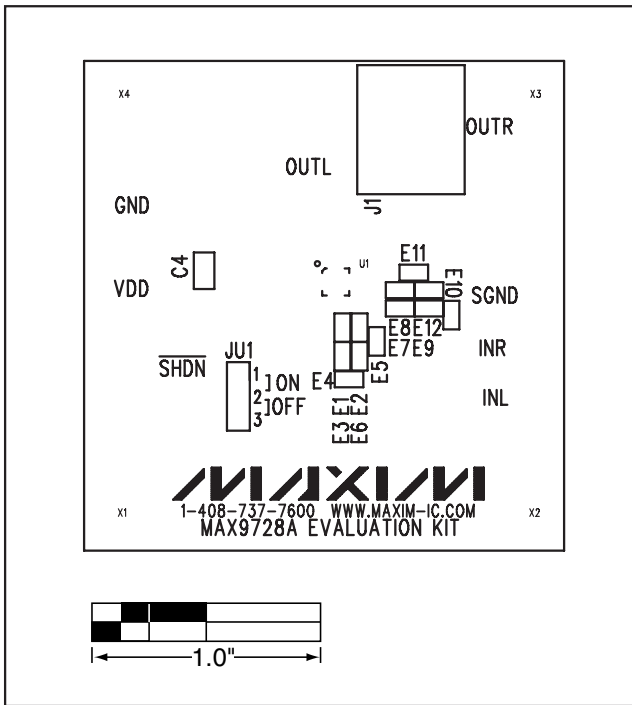 X4
X3
OUTR
OUTL
GND
J1
C4
U1
E11
VDD
E10
SGND
E8E12
E7E9
INR
SHDN
JU1
1
]ON
2
]OFF
3
E4
E5
INL
E1
E2
E3
E6
MAXIM
X1
1-408-737-7600 WWW.MAXIM-IC.COM
X2
MAX9728A EVALUATION KIT
1.0"